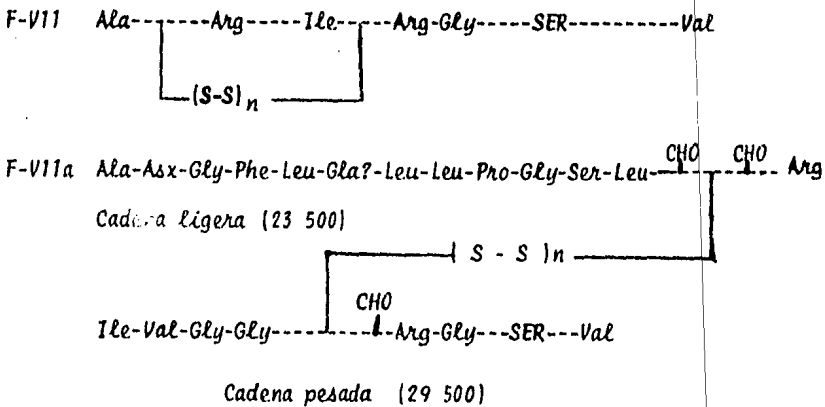 F-V11 Ala-------Arg-----Ile------Arg-Gly-----SER-----------Val
(S-S)n
CHO CHO
F-V11a Ala-Asx-Gly-Phe-Leu-Gla?-Leu-Leu-Pro-Gly-Ser-Leu-------- Arg
Cadena ligera (23 500)
( S - S )n
CHO
Ile-Val-Gly-Gly-----------Arg-Gly---SER---Val
Cadena pesada (29 500)